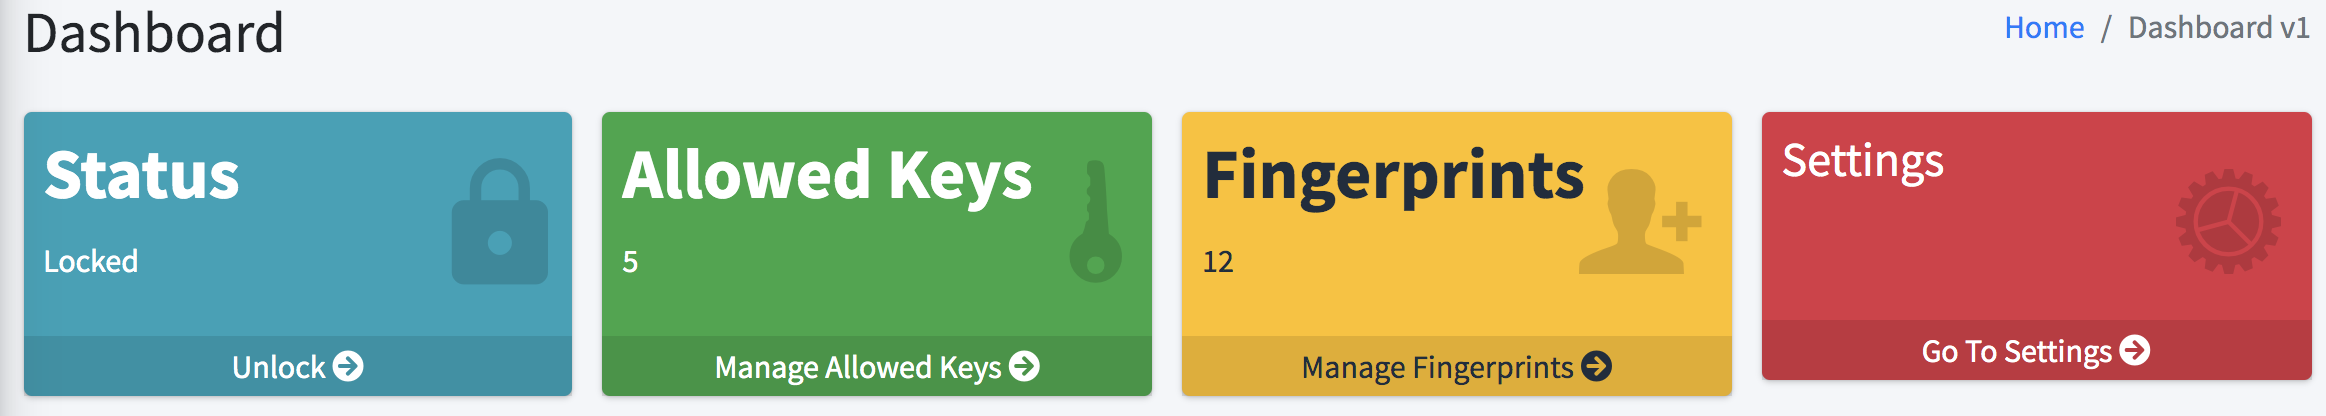 Dashboard
Home / Dashboard v1
Status
Locked
Unlock
Allowed Keys
5
Manage Allowed Keys
Fingerprints
12
Manage Fingerprints
Settings
Go To Settings